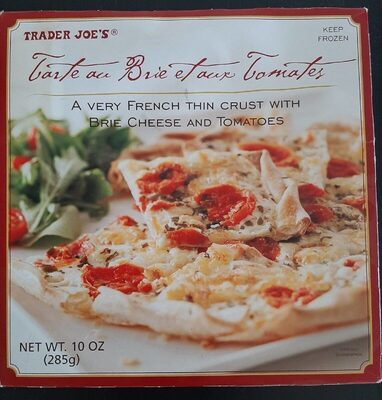 TRADER JOE'S®
KEEP
FROZEN
Tarte au Brie et aux Tomates
A VERY FRENCH THIN CRUST WITH
BRIE CHEESE AND TOMATOES
NET WT. 10 OZ
(285g)